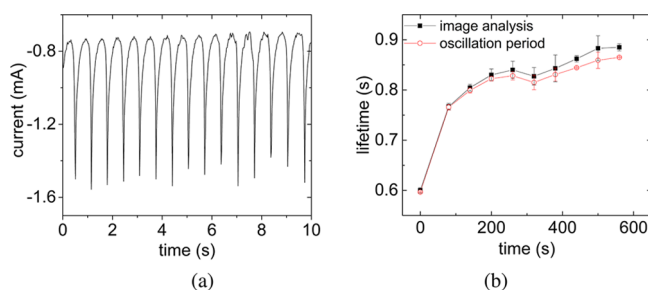 current (mA)
-0.8
-1.2
-1.6
0 2 4 6 8 10
time (s)
(a)
lifetime (s)
0.9
0.8
0.7
0.6
image analysis
oscillation period
0 200 400 600
time (s)
(b)